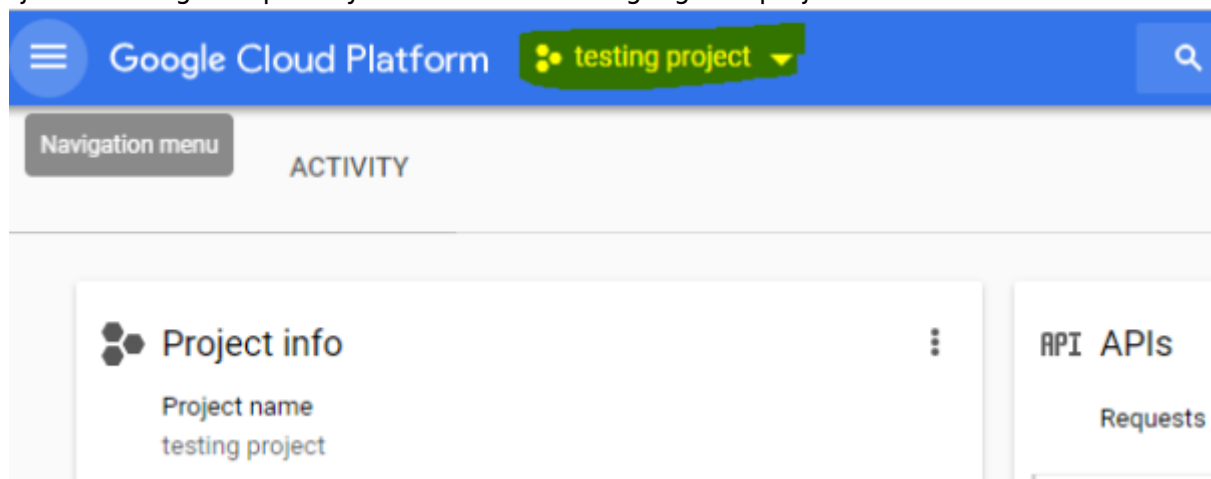 Google Cloud Platform testing project
Navigation menu
ACTIVITY
Project info
API APIs
Project name
Requests
testing project